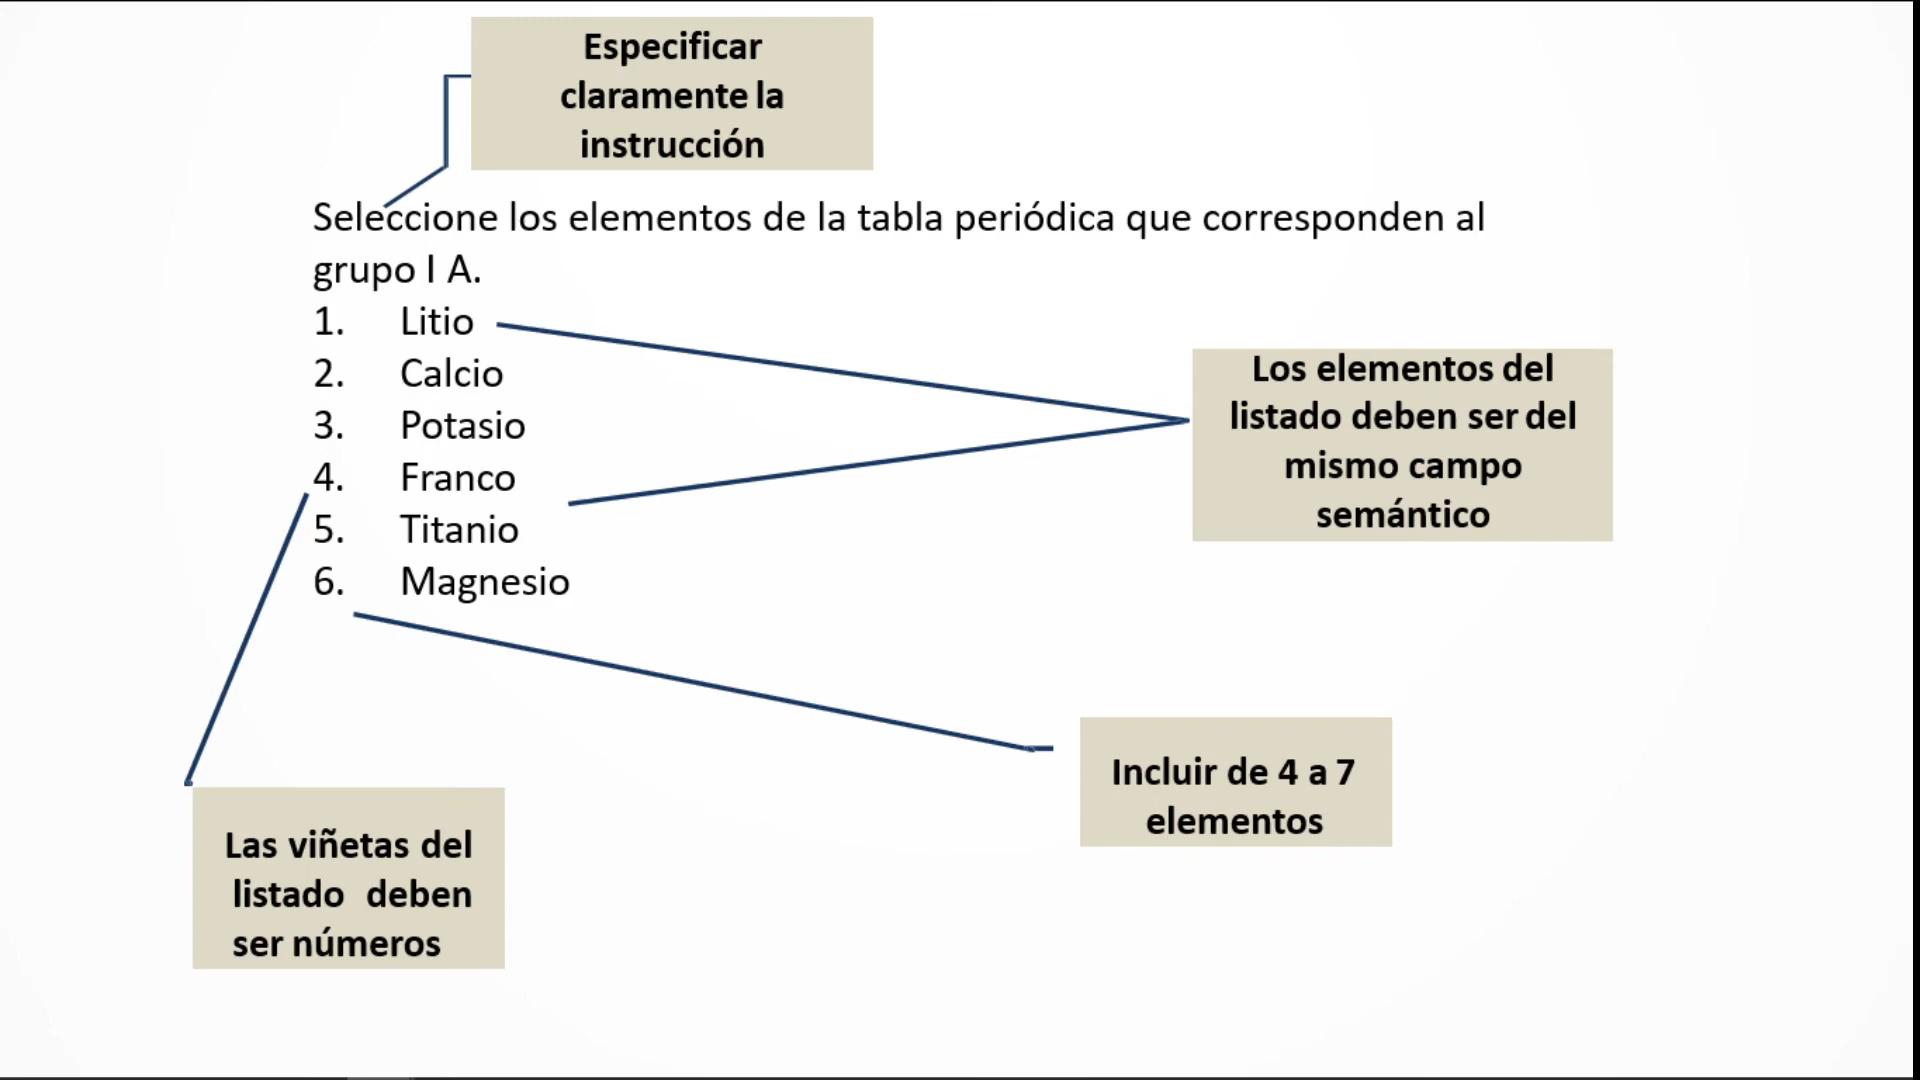 Especificar
claramente la
instrucción
Seleccione los elementos de la tabla periódica que corresponden al
grupo I A.
1. Litio
2. Calcio
3. Potasio
4. Franco
5. Titanio
6. Magnesio
Los elementos del
listado deben ser del
mismo campo
semántico
Incluir de 4 a 7
elementos
Las viñetas del
listado deben
ser números